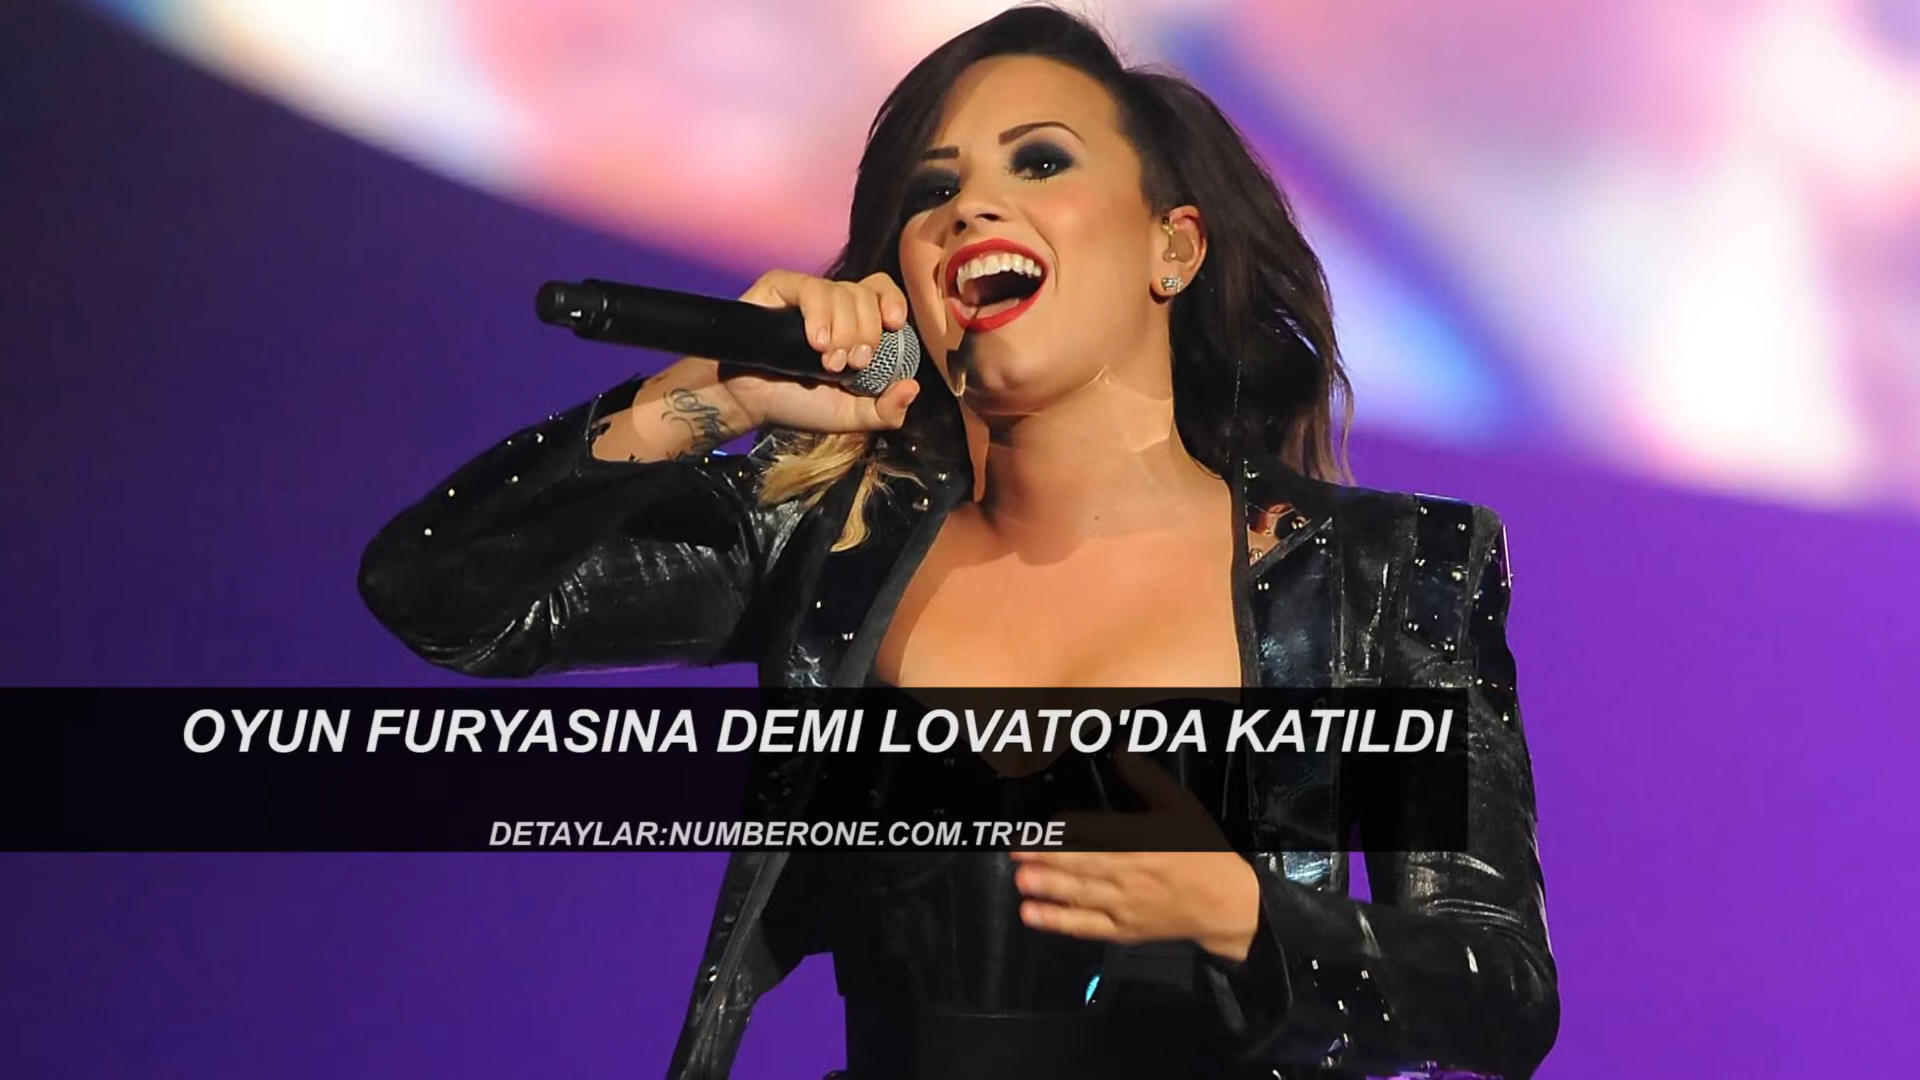 OYUN FURYASINA DEMI LOVATO'DA KATILDI
DETAYLAR:NUMBERONE.COM.TR'DE